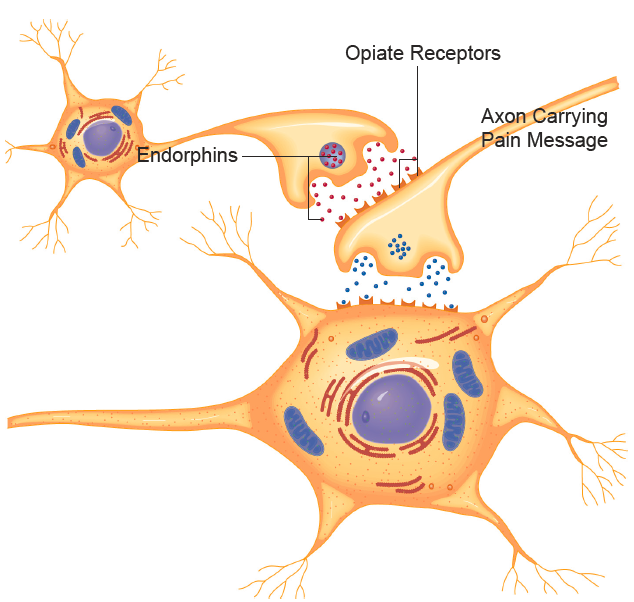 Opiate Receptors
Axon Carrying
Pain Message
Endorphins